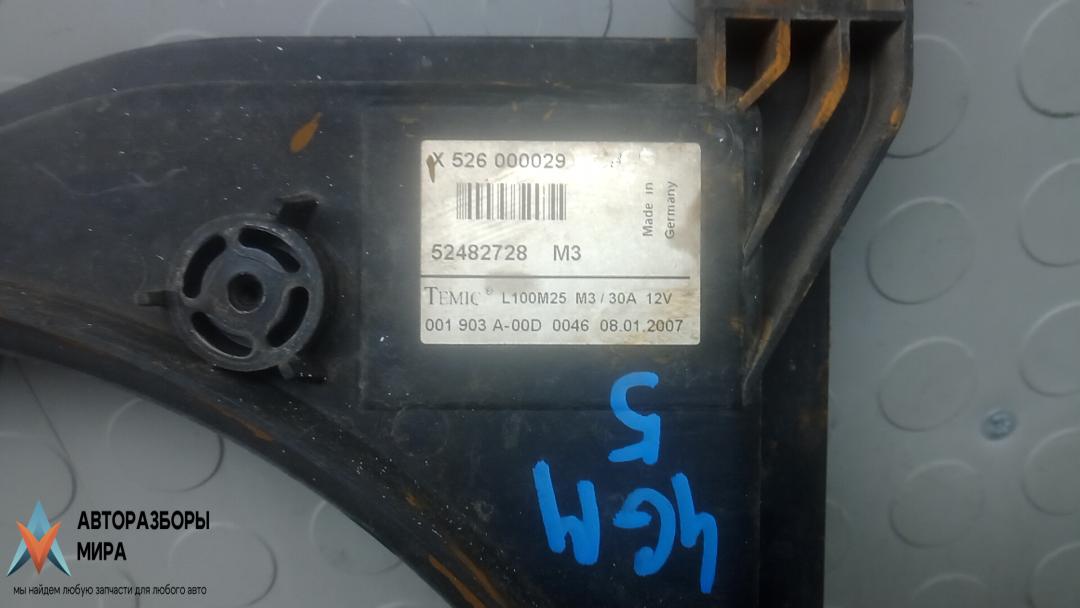 X 526 000029
52482728 M3
Made in
Germany
TEMIC® L100M25 M3 / 30A 12V
001 903 A-00D 0046 08.01.2007
5
4GM
АВТОРАЗБОРЫ
МИРА
мы найдем любую запчасти для любого авто